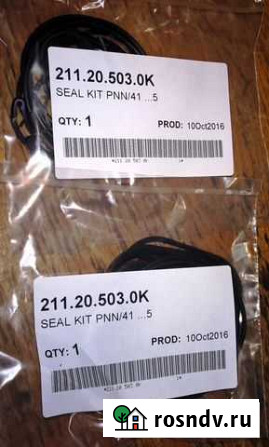 211.20.503.0K
SEAL KIT PNN/41 ...5
QTY: 1 PROD: 10Oct2016
211.20.503.0K
SEAL KIT PNN/41 ...5
QTY: 1 PROD: 10Oct2016
rosndv.ru